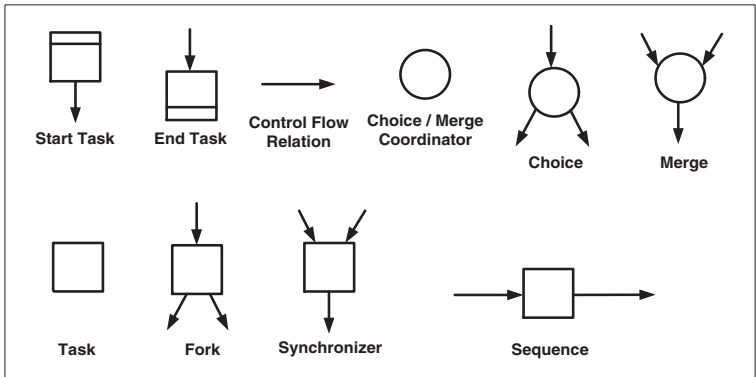 Start Task
End Task
Control Flow
Relation
Choice / Merge
Coordinator
Choice
Merge
Task
Fork
Synchronizer
Sequence